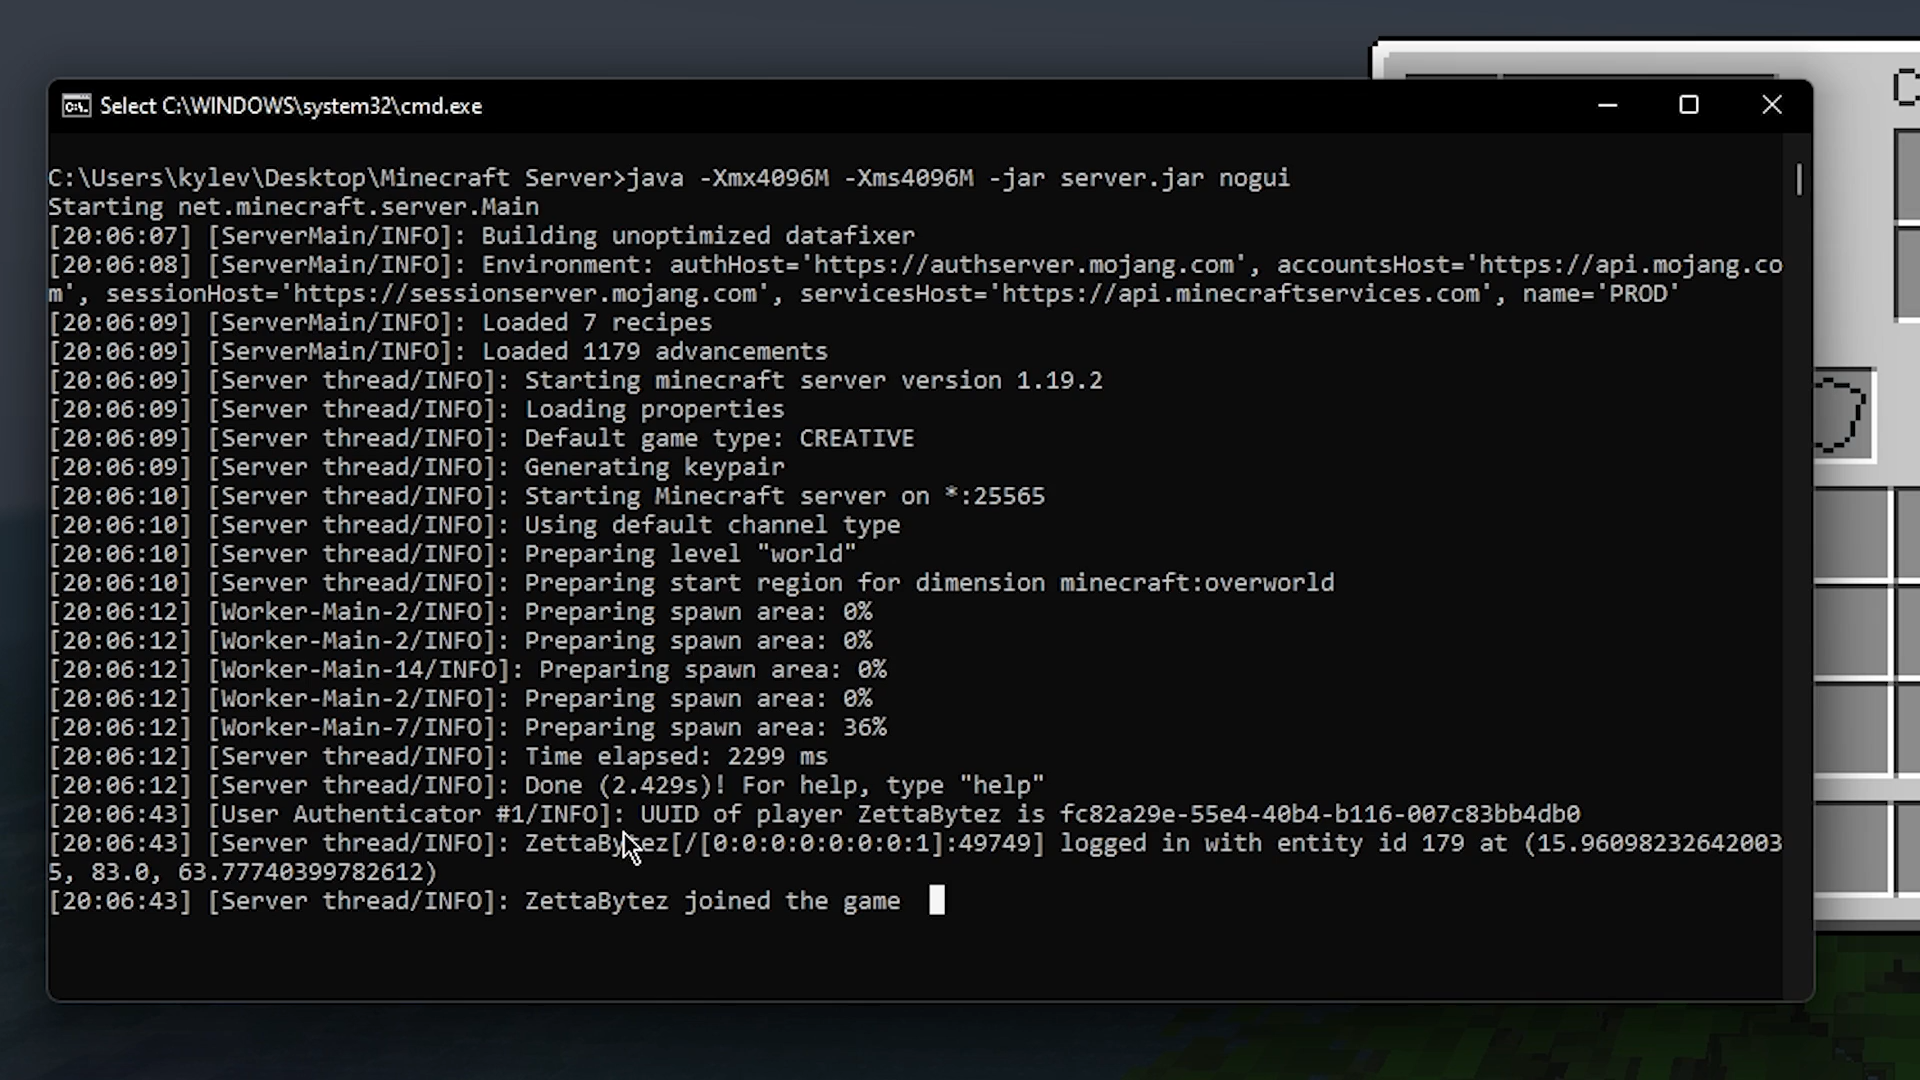 Select C:\WINDOWS\system32\cmd.exe
C:\Users\kylev\Desktop\Minecraft Server>java -Xmx4096M -Xms4096M -jar server.jar nogui
Starting net.minecraft.server.Main
[20:06:07] [ServerMain/INFO]: Building unoptimized datafixer
[20:06:08] [ServerMain/INFO]: Environment: authHost='https://authserver.mojang.com', accountsHost='https://api.mojang.co
m', sessionHost='https://sessionserver.mojang.com', servicesHost='https://api.minecraftservices.com', name='PROD'
[20:06:09] [ServerMain/INFO]: Loaded 7 recipes
[20:06:09] [ServerMain/INFO]: Loaded 1179 advancements
[20:06:09] [Server thread/INFO]: Starting minecraft server version 1.19.2
[20:06:09] [Server thread/INFO]: Loading properties
[20:06:09] [Server thread/INFO]: Default game type: CREATIVE
[20:06:09] [Server thread/INFO]: Generating keypair
[20:06:10] [Server thread/INFO]: Starting Minecraft server on *:25565
[20:06:10] [Server thread/INFO]: Using default channel type
[20:06:10] [Server thread/INFO]: Preparing level "world"
[20:06:10] [Server thread/INFO]: Preparing start region for dimension minecraft:overworld
[20:06:12] [Worker-Main-2/INFO]: Preparing spawn area: 0%
[20:06:12] [Worker-Main-2/INFO]: Preparing spawn area: 0%
[20:06:12] [Worker-Main-14/INFO]: Preparing spawn area: 0%
[20:06:12] [Worker-Main-2/INFO]: Preparing spawn area: 0%
[20:06:12] [Worker-Main-7/INFO]: Preparing spawn area: 36%
[20:06:12] [Server thread/INFO]: Time elapsed: 2299 ms
[20:06:12] [Server thread/INFO]: Done (2.429s)! For help, type "help"
[20:06:43] [User Authenticator #1/INFO]: UUID of player ZettaBytez is fc82a29e-55e4-40b4-b116-007c83bb4db0
[20:06:43] [Server thread/INFO]: ZettaBytez[/[0:0:0:0:0:0:0:1]:49749] logged in with entity id 179 at (15.96098232642003
5, 83.0, 63.77740399782612)
[20:06:43] [Server thread/INFO]: ZettaBytez joined the game